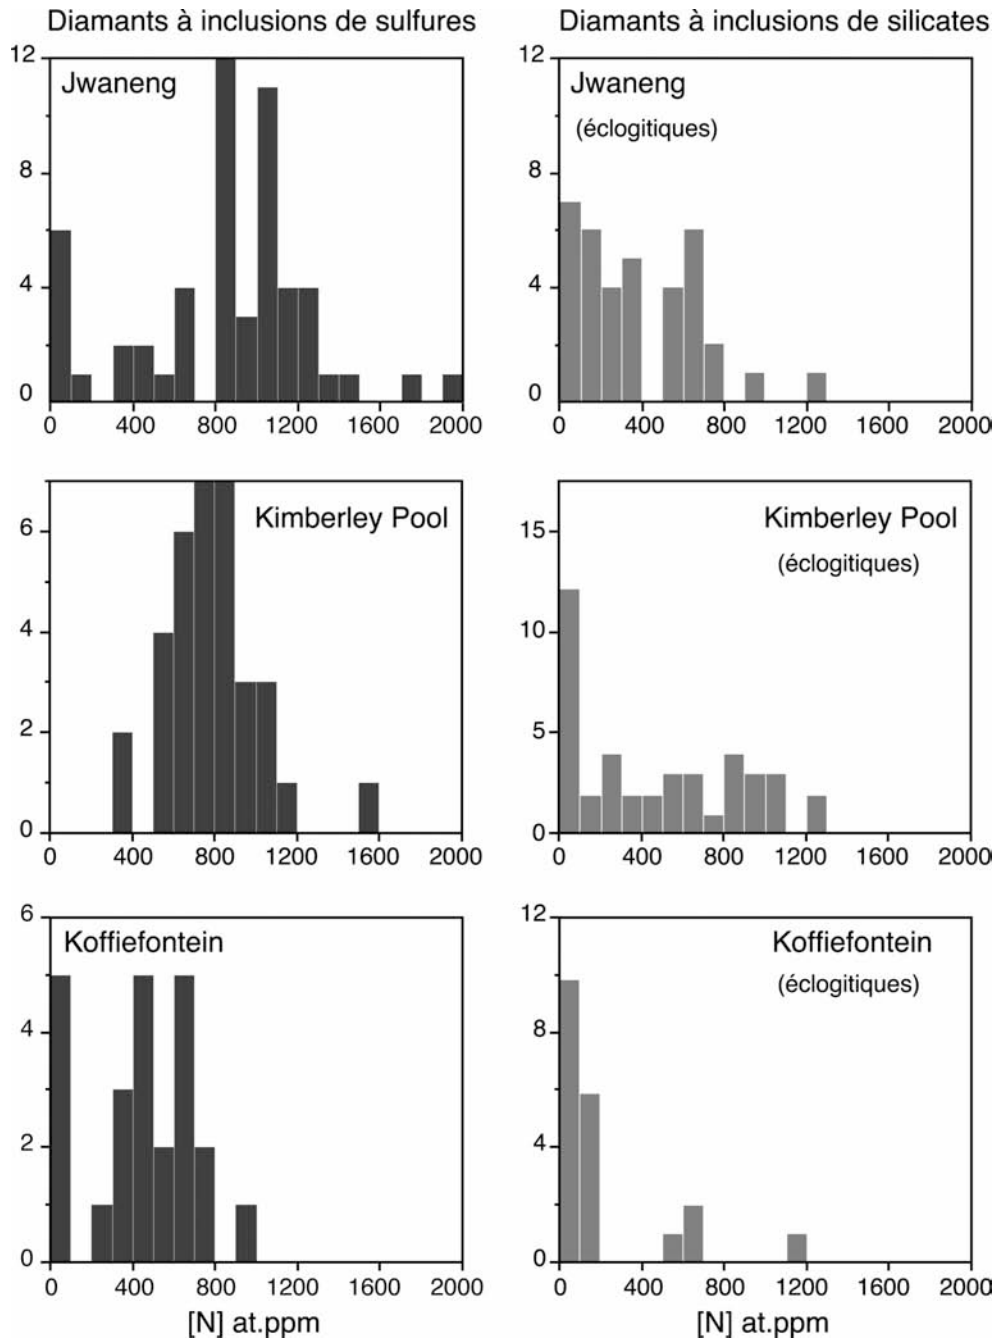 Diamants à inclusions de sulfures
Diamants à inclusions de silicates
12
8
4
0
Jwaneng
0 400 800 1200 1600 2000
12
8
4
0
Jwaneng
(éclogitiques)
0 400 800 1200 1600 2000
6
4
2
0
Kimberley Pool
0 400 800 1200 1600 2000
15
10
5
0
Kimberley Pool
(éclogitiques)
0 400 800 1200 1600 2000
6
4
2
0
Koffiefontein
0 400 800 1200 1600 2000
[N] at.ppm
12
8
4
0
Koffiefontein
(éclogitiques)
0 400 800 1200 1600 2000
[N] at.ppm